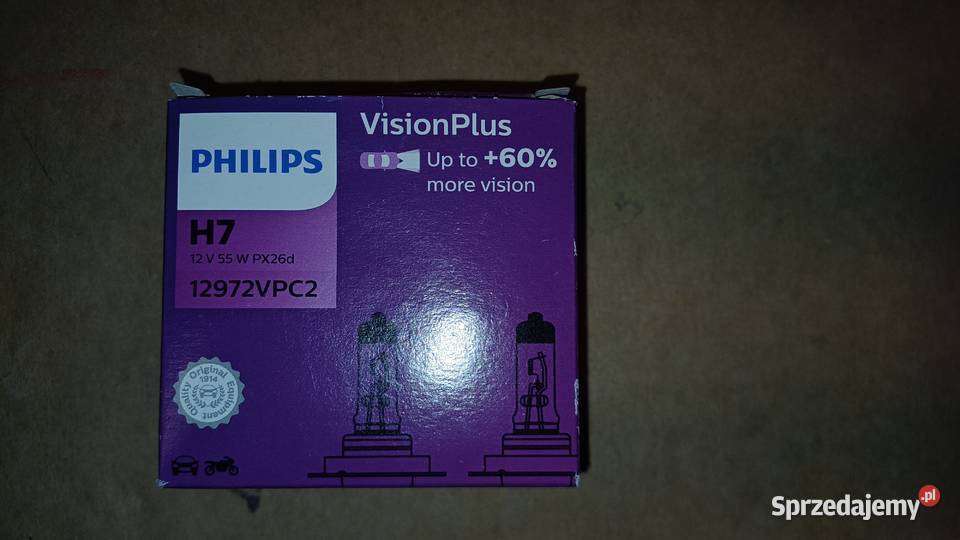 PHILIPS
H7
12 V 55 W PX26d
12972VPC2
VisionPlus
Up to +60%
more vision
Quality Original Equipment
1914
Sprzedajemy.pl